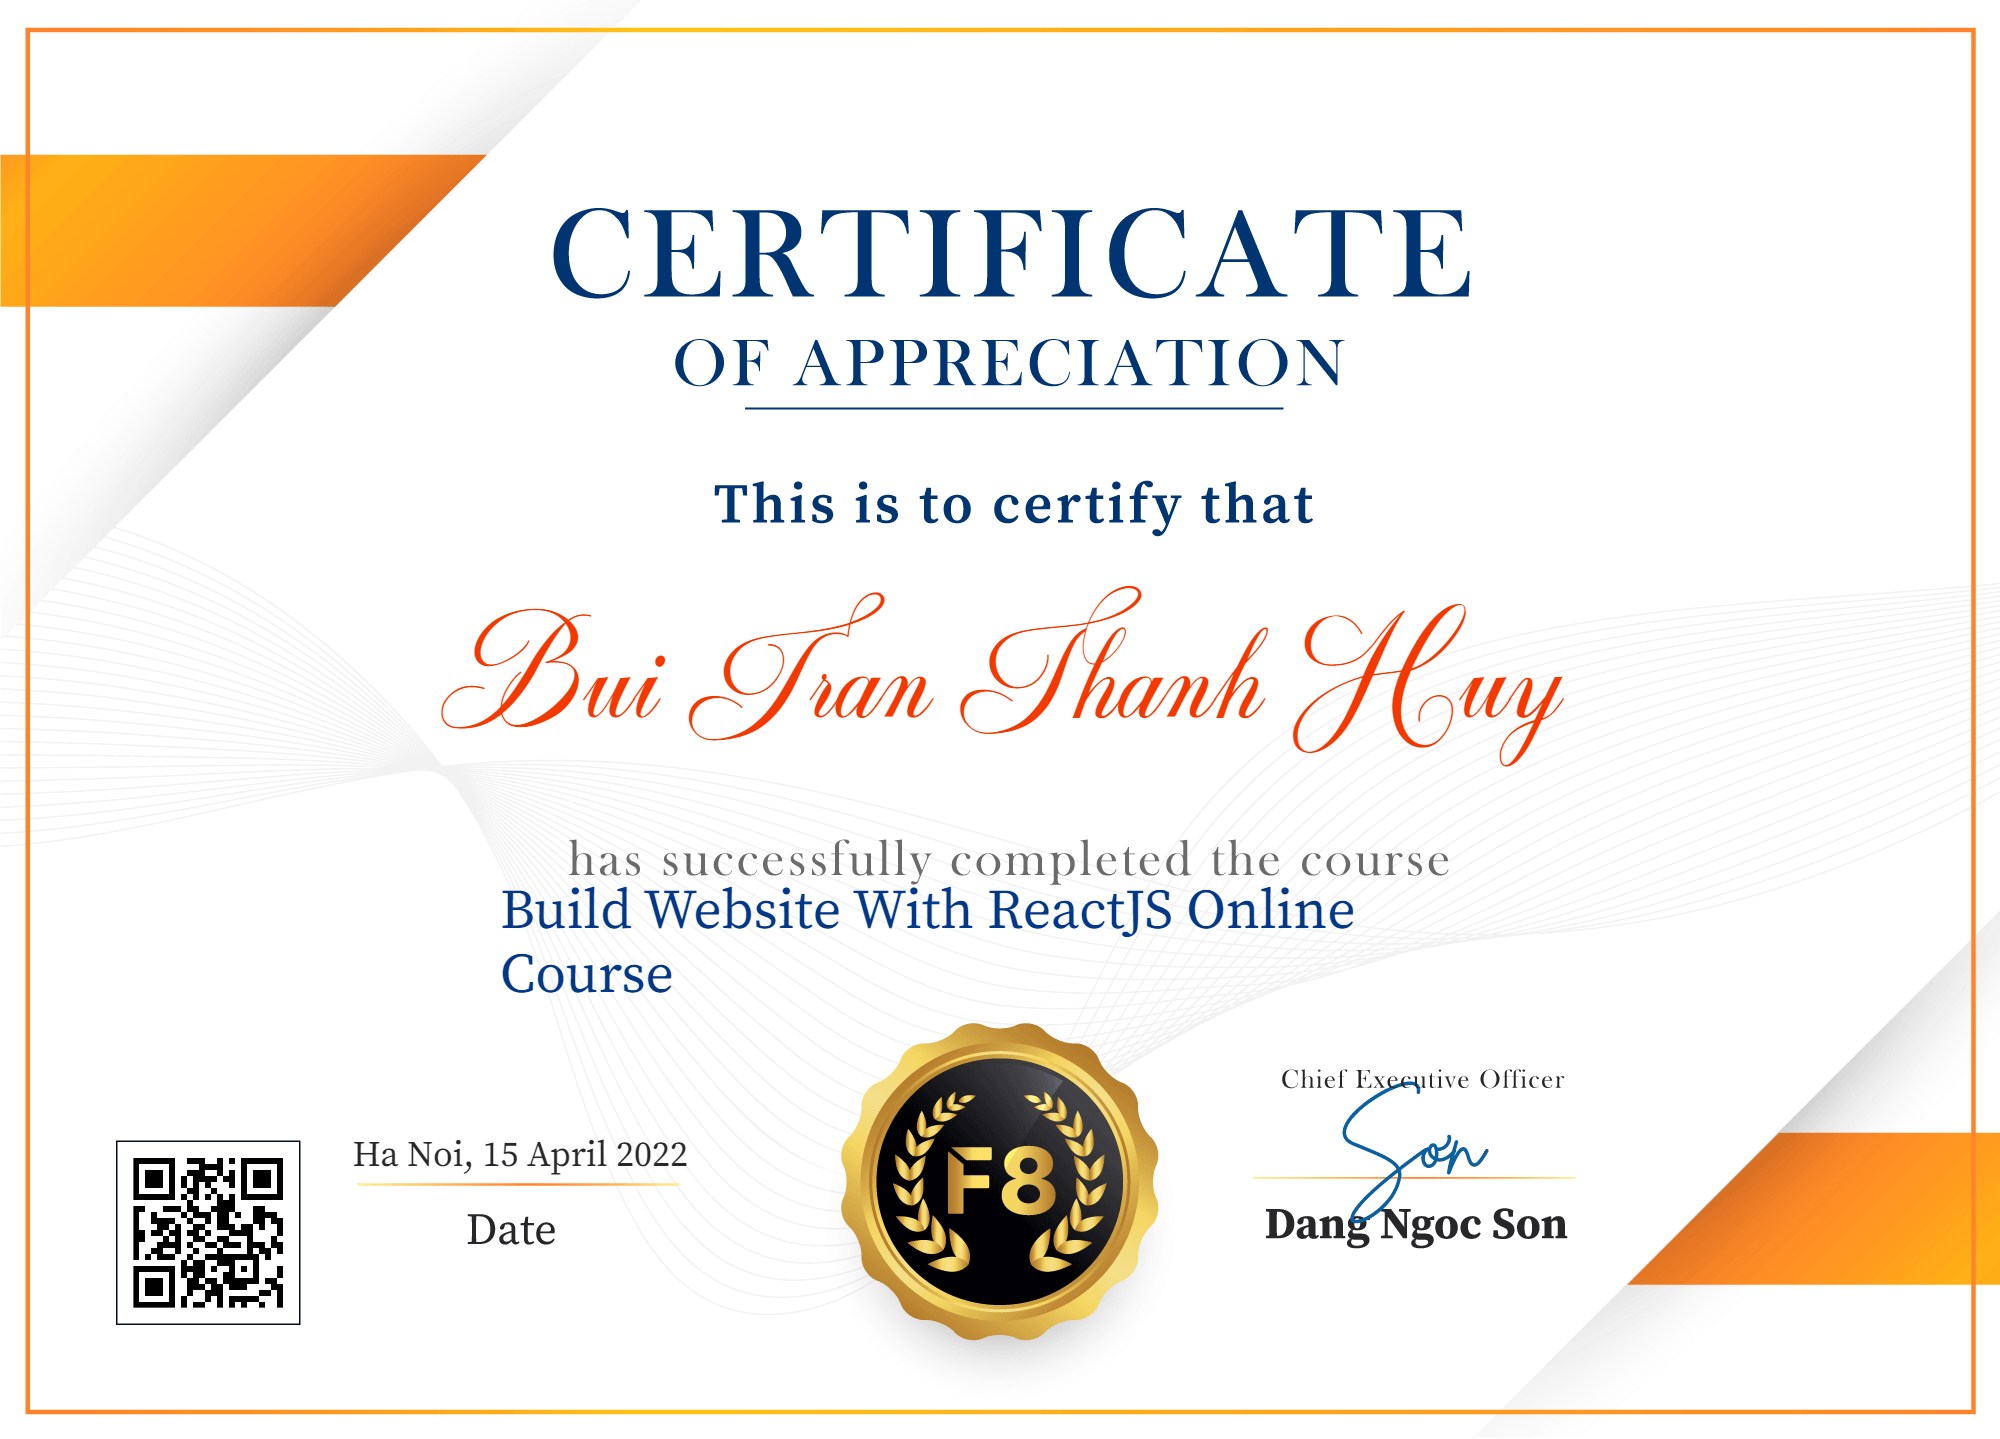 CERTIFICATE
OF APPRECIATION
This is to certify that
Bui Tran Thanh Huy
has successfully completed the course
Build Website With ReactJS Online
Course
Ha Noi, 15 April 2022
Date
F8
Chief Executive Officer
Son
Dang Ngoc Son